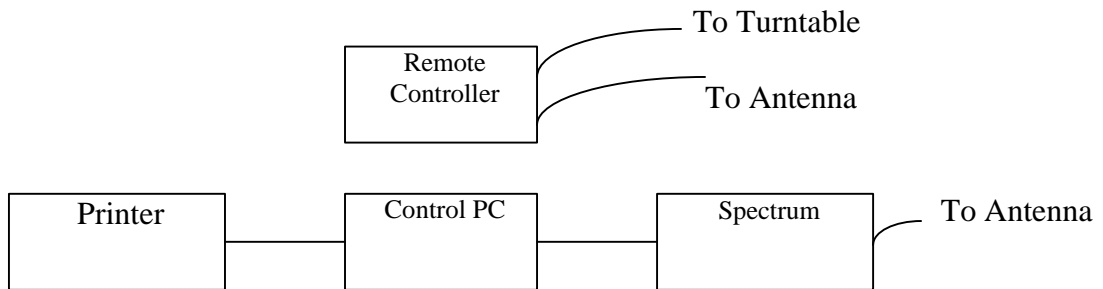 To Turntable
Remote
Controller
To Antenna
Printer
Control PC
Spectrum
To Antenna